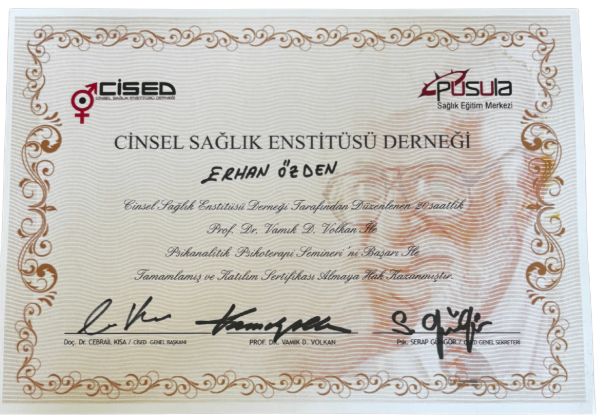 CİSED
CİNSEL SAĞLIK ENSTİTÜSÜ DERNEĞİ
pusula
Sağlık Eğitim Merkezi
CİNSEL SAĞLIK ENSTİTÜSÜ DERNEĞİ
ERHAN ÖZDEN
Cinsel Sağlık Enstitüsü Derneği Tarafından Düzenlenen 20 saatlik
Prof. Dr. Vamık D. Volkan İle
Psikanalitik Psikoterapi Semineri'ni Başarı İle
Tamamlamış ve Katılım Sertifikası Almaya Hak Kazanmıştır.
Doç. Dr. CEBRAİL KISA / CİSED GENEL BAŞKANI
PROF. DR. VAMIK D. VOLKAN
Psk. SERAP GÜNGÖR / CİSED GENEL SEKRETERİ